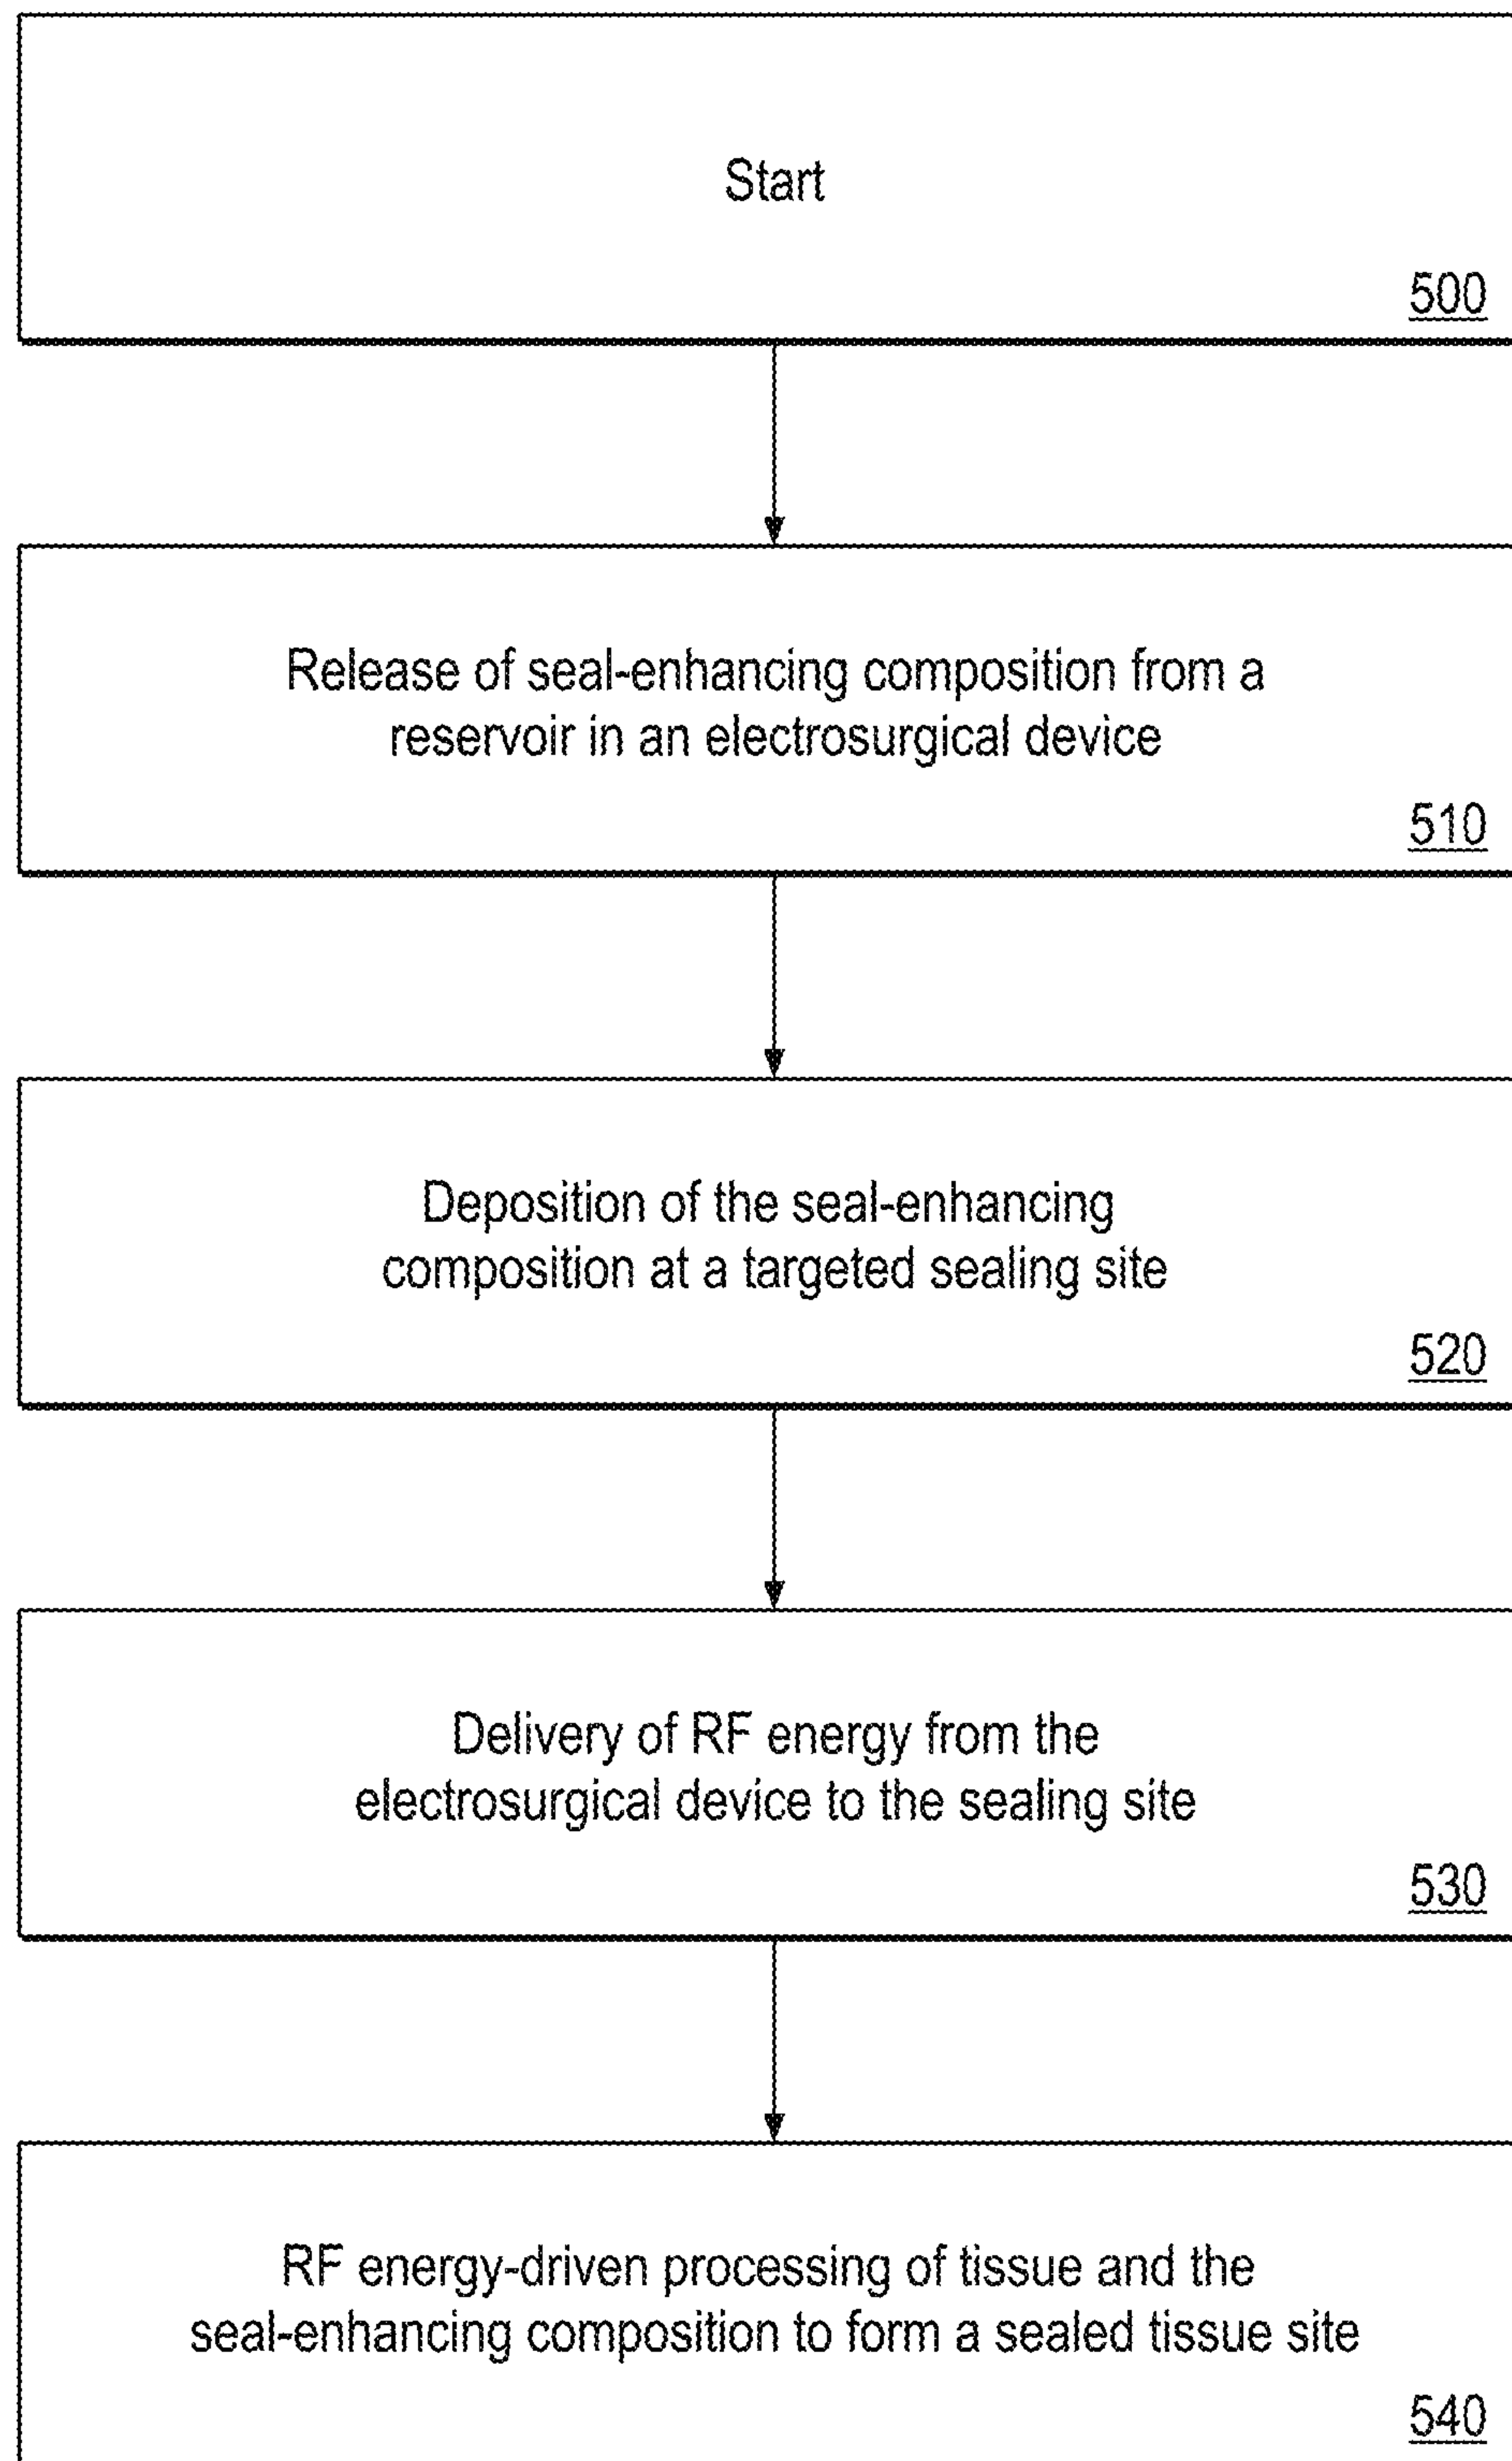 Start
500
Release of seal-enhancing composition from a
reservoir in an electrosurgical device
510
Deposition of the seal-enhancing
composition at a targeted sealing site
520
Delivery of RF energy from the
electrosurgical device to the sealing site
530
RF energy-driven processing of tissue and the
seal-enhancing composition to form a sealed tissue site
540